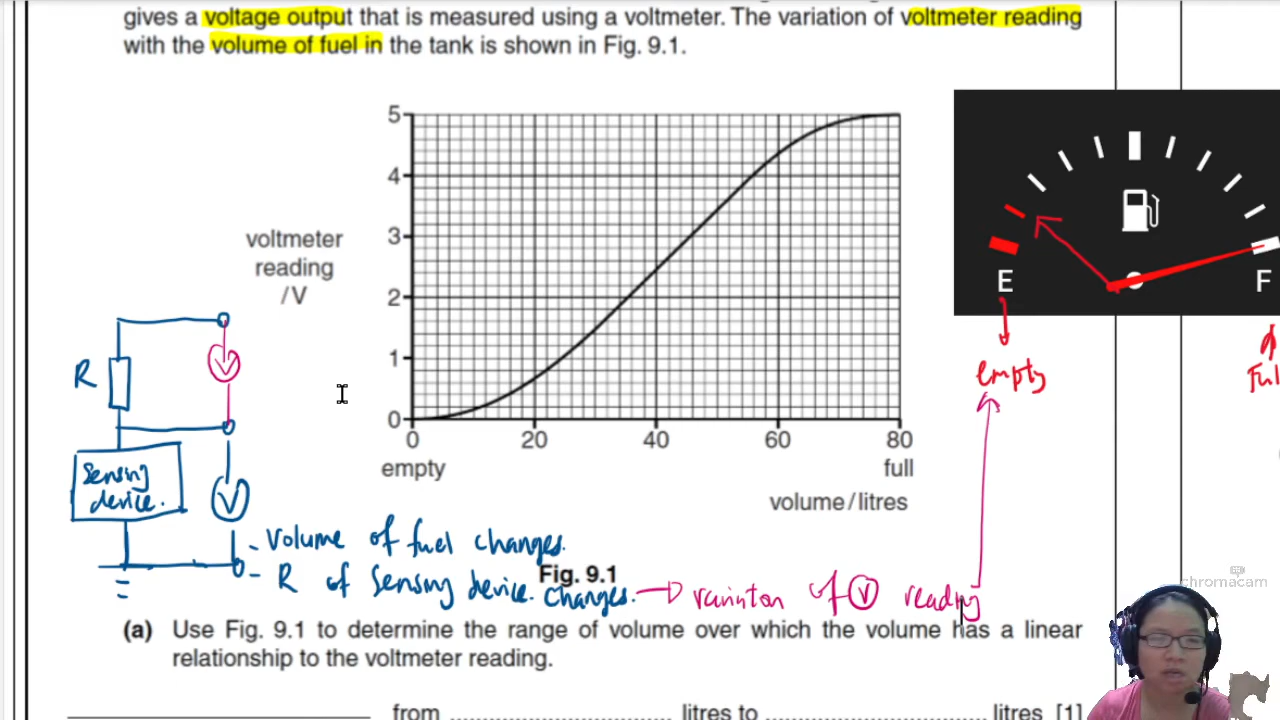 gives a voltage output that is measured using a voltmeter. The variation of voltmeter reading
with the volume of fuel in the tank is shown in Fig. 9.1.
5
4
3
2
1
0
voltmeter
reading
/V
0
20
40
60
80
empty
full
volume/litres
E
F
empty
R
V
Sensing
device.
V
- Volume of fuel changes.
- R of sensing device. changes. → of V reading
Fig. 9.1
chromacam
(a) Use Fig. 9.1 to determine the range of volume over which the volume has a linear
relationship to the voltmeter reading.
from ........................................ litres to ........................................ litres [1]